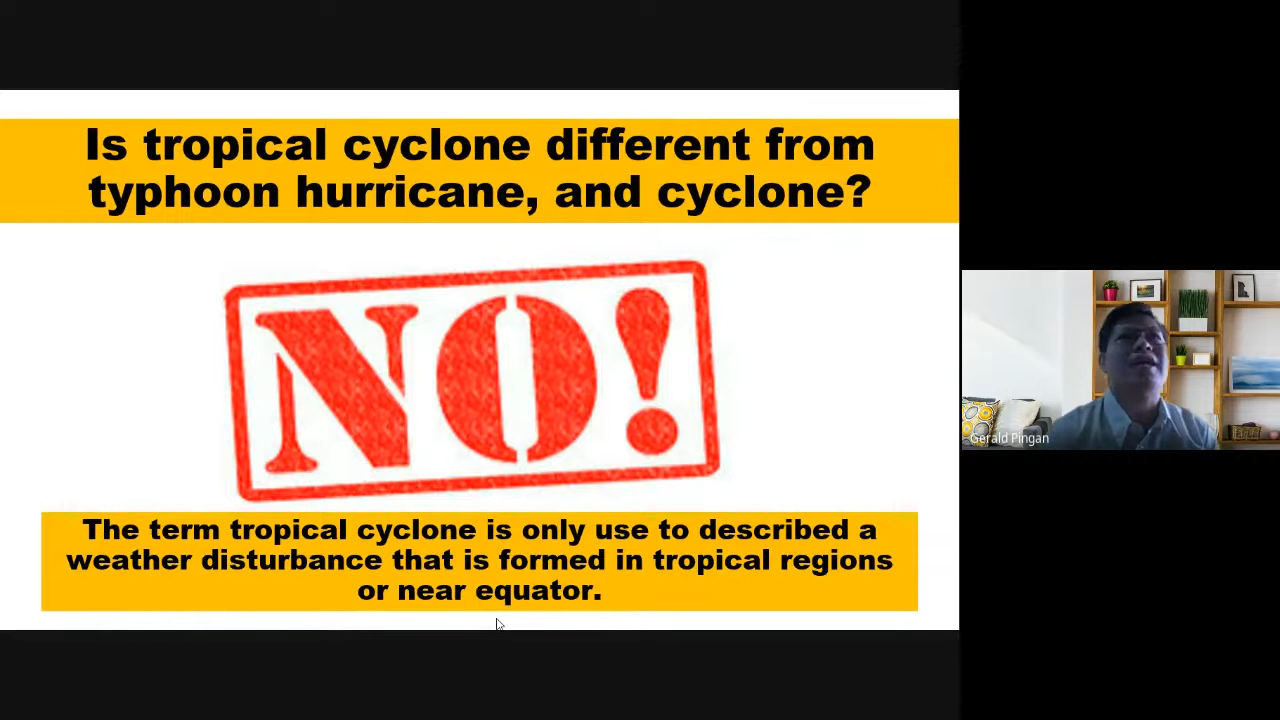 Is tropical cyclone different from
typhoon hurricane, and cyclone?
NO!
The term tropical cyclone is only use to described a
weather disturbance that is formed in tropical regions
or near equator.
Gerald Pingan